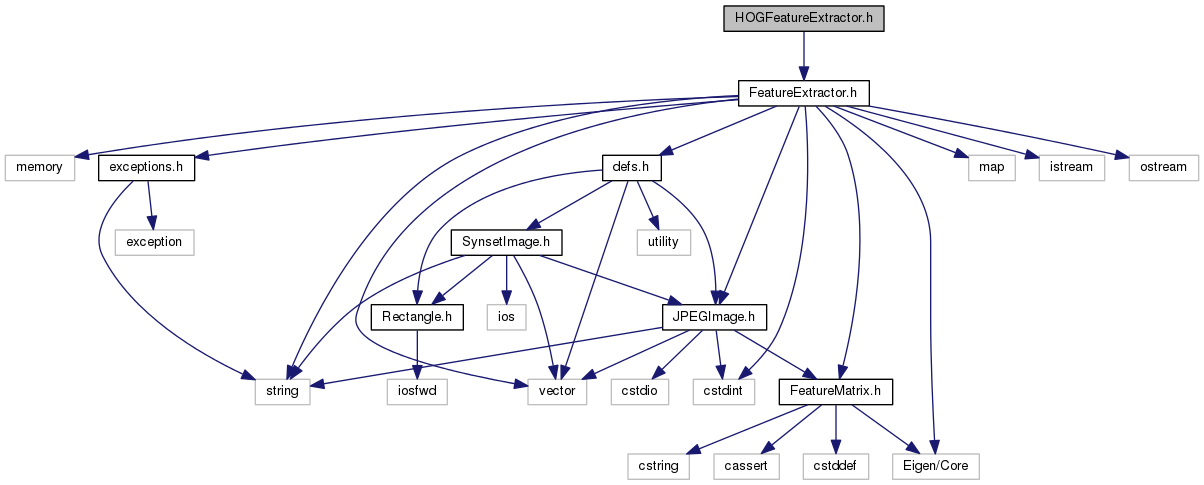 HOGFeatureExtractor.h
FeatureExtractor.h
memory
exceptions.h
defs.h
map
istream
ostream
exception
SynsetImage.h
utility
Rectangle.h
ios
JPEGImage.h
string
iosfwd
vector
cstdio
cstdint
FeatureMatrix.h
cstring
cassert
cstddef
Eigen/Core